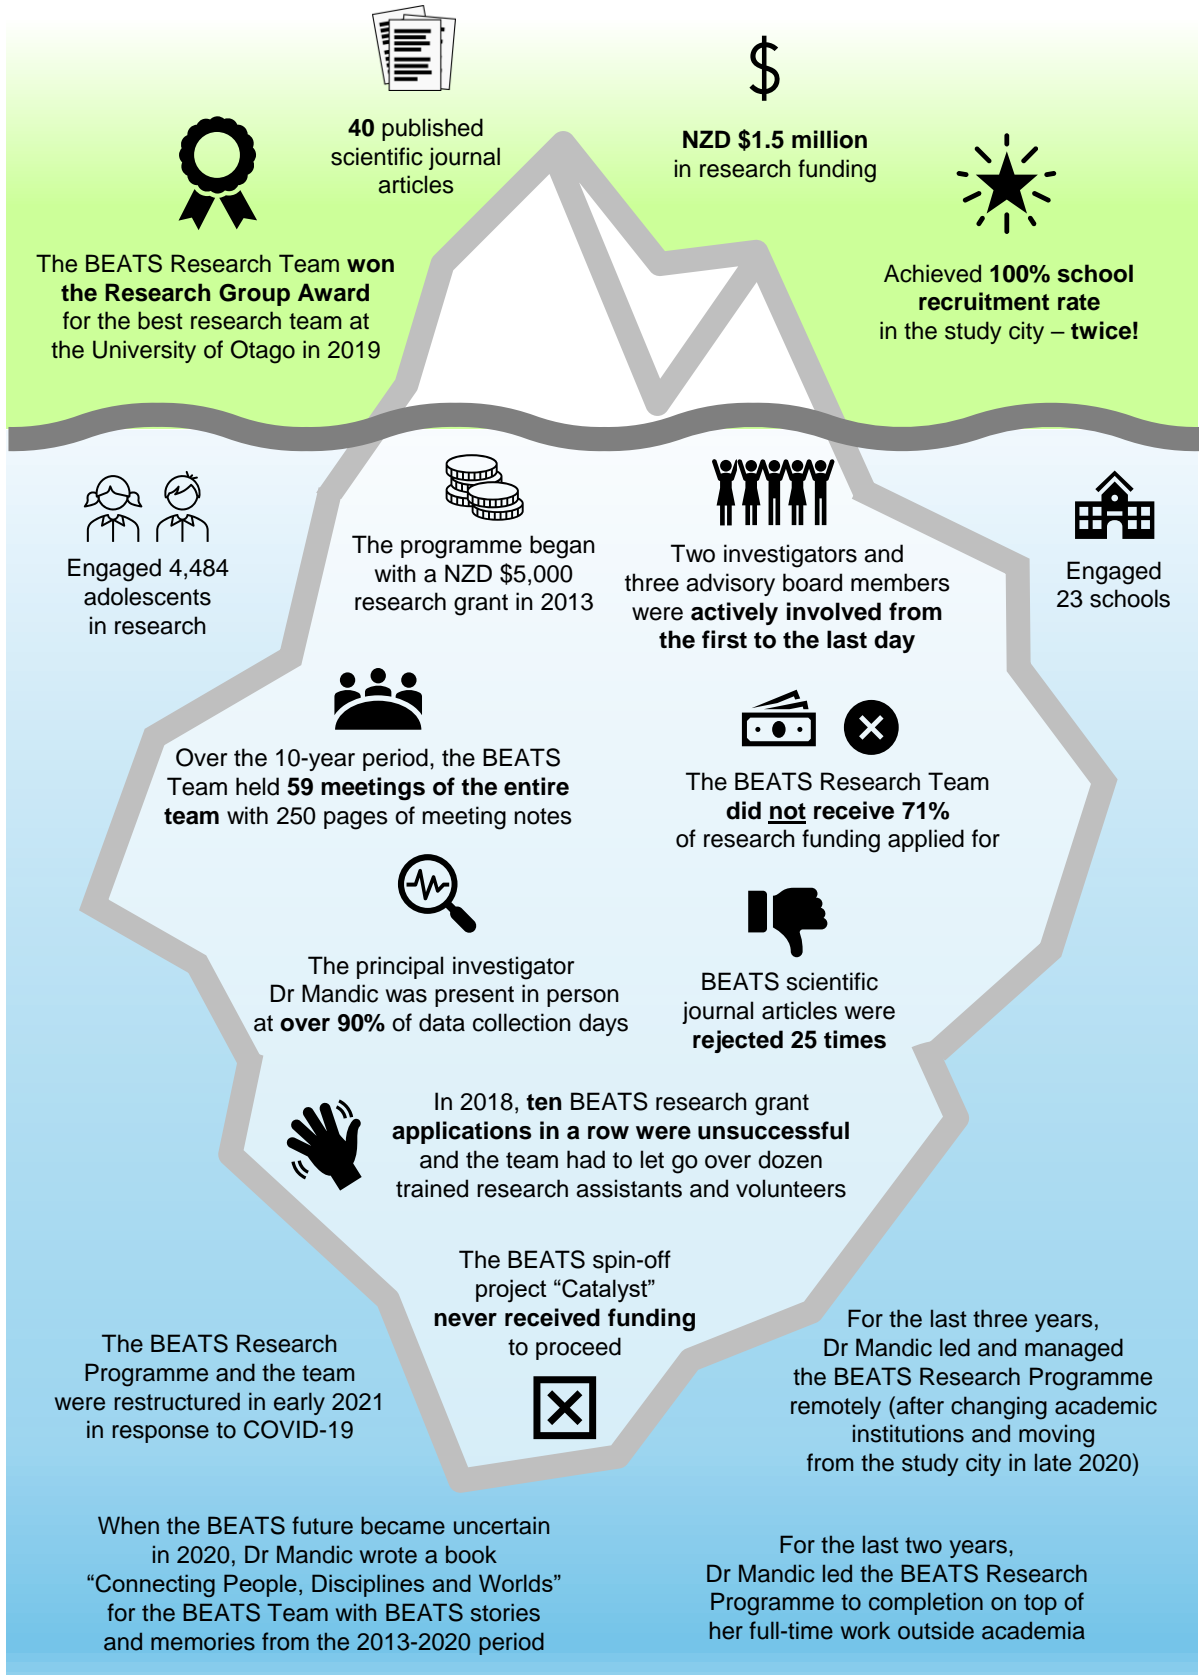 40 published
scientific journal
articles
NZD $1.5 million
in research funding
The BEATS Research Team won
the Research Group Award
for the best research team at
the University of Otago in 2019
Achieved 100% school
recruitment rate
in the study city – twice!
Engaged 4,484
adolescents
in research
The programme began
with a NZD $5,000
research grant in 2013
Two investigators and
three advisory board members
were actively involved from
the first to the last day
Engaged
23 schools
Over the 10-year period, the BEATS
Team held 59 meetings of the entire
team with 250 pages of meeting notes
The BEATS Research Team
did not receive 71%
of research funding applied for
The principal investigator
Dr Mandic was present in person
at over 90% of data collection days
BEATS scientific
journal articles were
rejected 25 times
In 2018, ten BEATS research grant
applications in a row were unsuccessful
and the team had to let go over dozen
trained research assistants and volunteers
The BEATS spin-off
project “Catalyst”
never received funding
to proceed
The BEATS Research
Programme and the team
were restructured in early 2021
in response to COVID-19
For the last three years,
Dr Mandic led and managed
the BEATS Research Programme
remotely (after changing academic
institutions and moving
from the study city in late 2020)
When the BEATS future became uncertain
in 2020, Dr Mandic wrote a book
“Connecting People, Disciplines and Worlds”
for the BEATS Team with BEATS stories
and memories from the 2013-2020 period
For the last two years,
Dr Mandic led the BEATS Research
Programme to completion on top of
her full-time work outside academia